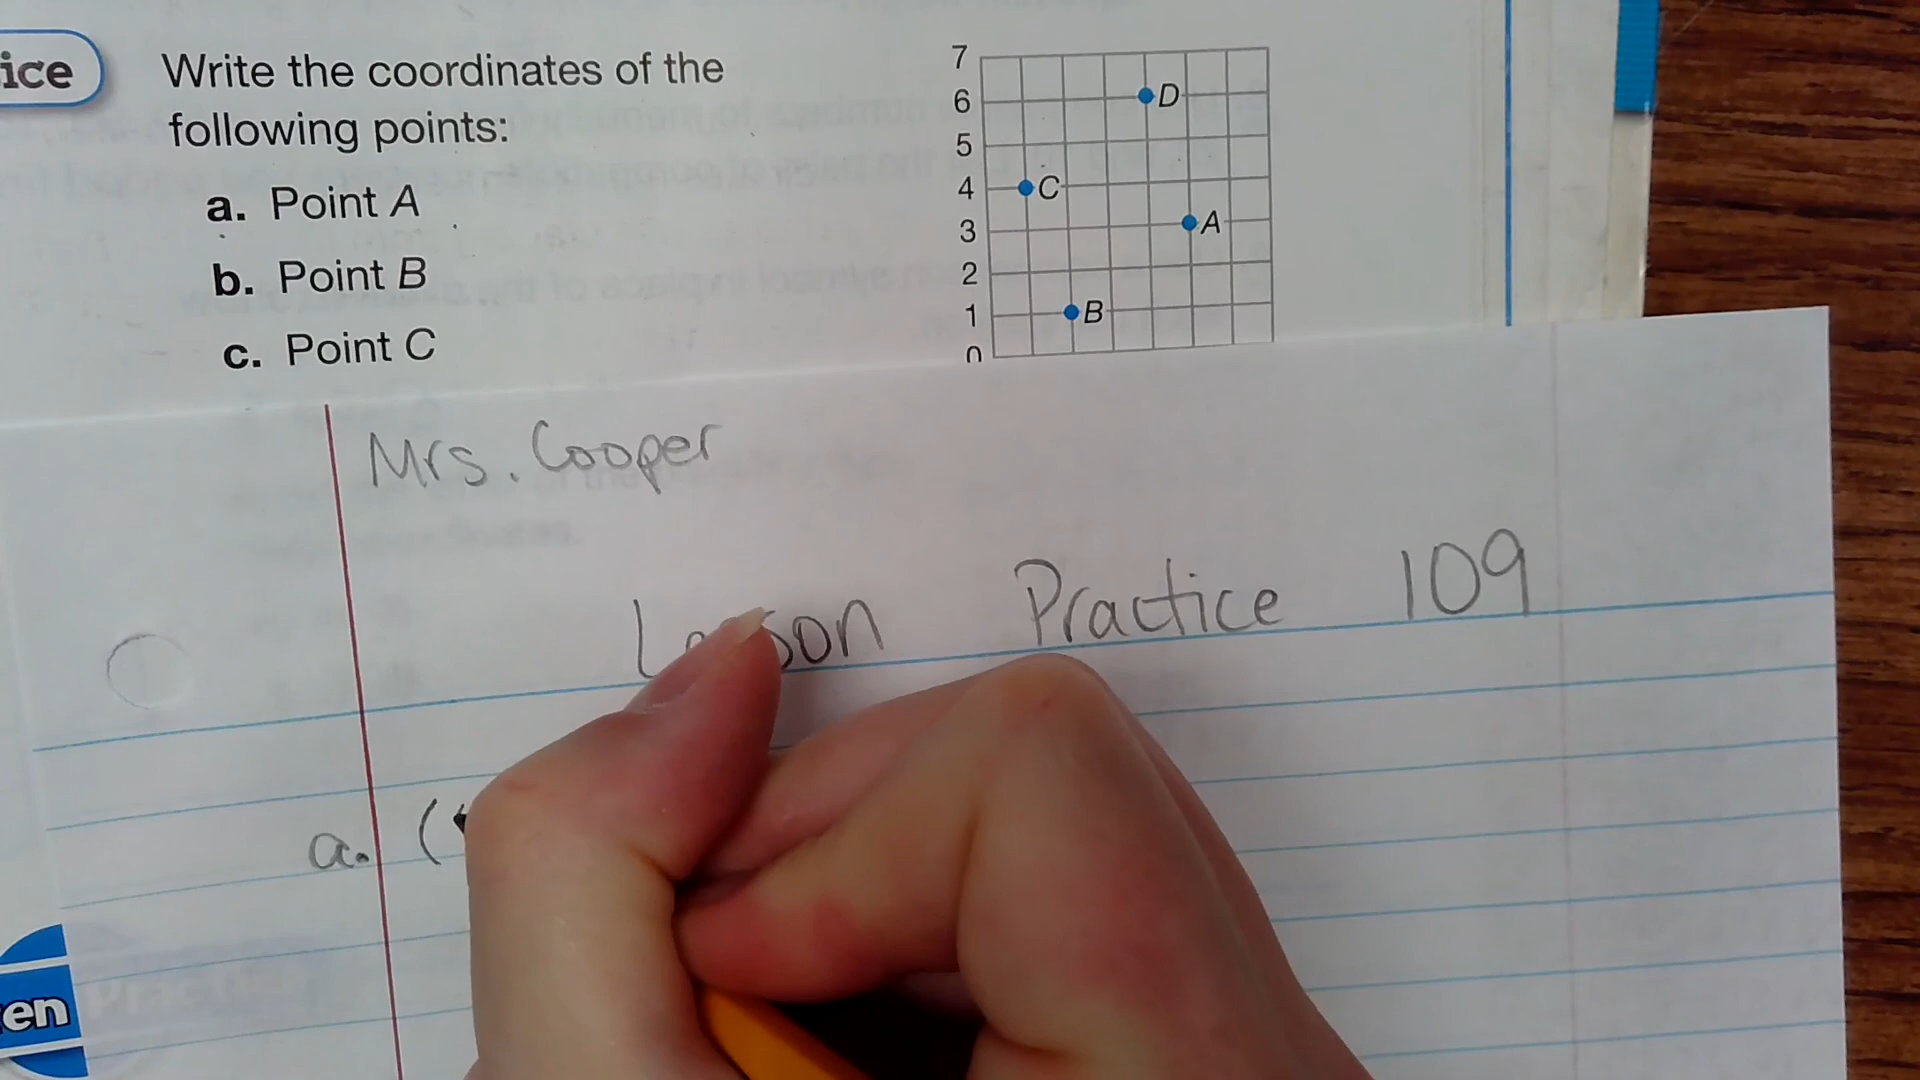 ice
Write the coordinates of the
following points:
a. Point A
b. Point B
c. Point C
7
6
5
4
3
2
1
0
D
C
A
B
Mrs. Cooper
Practice 109
a. (
en